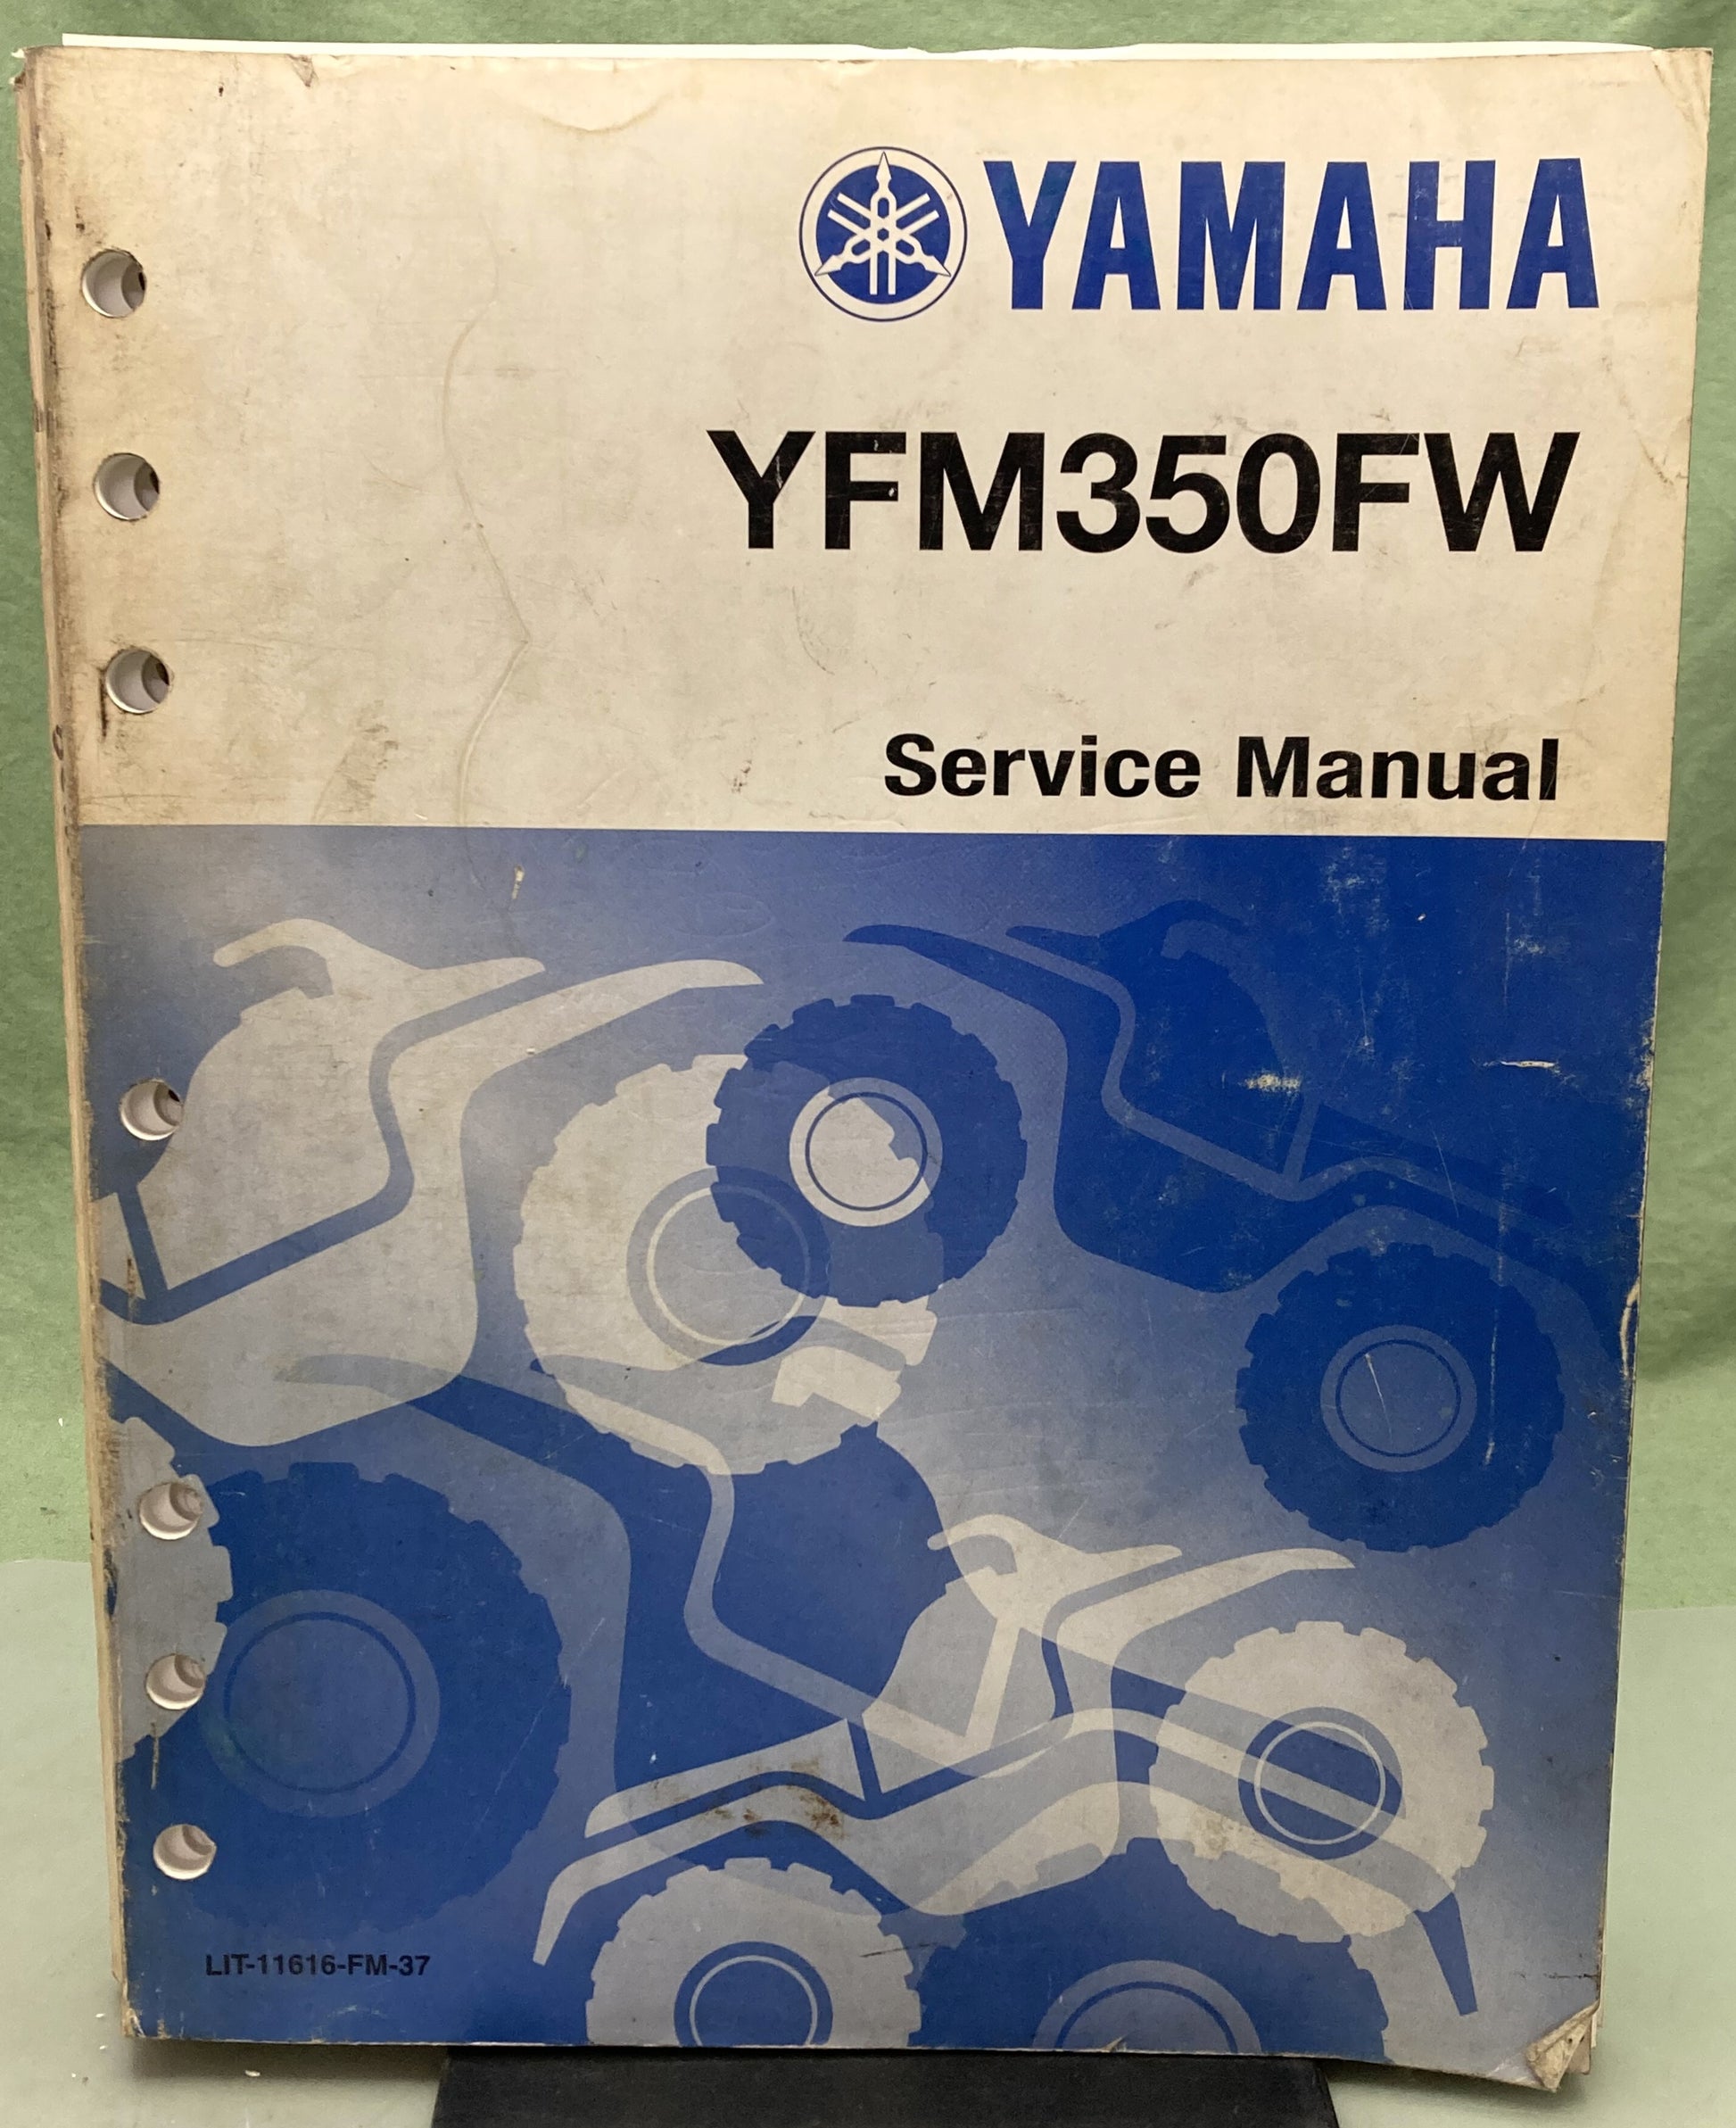 YAMAHA
YFM350FW
Service Manual
LIT-11616-FM-37